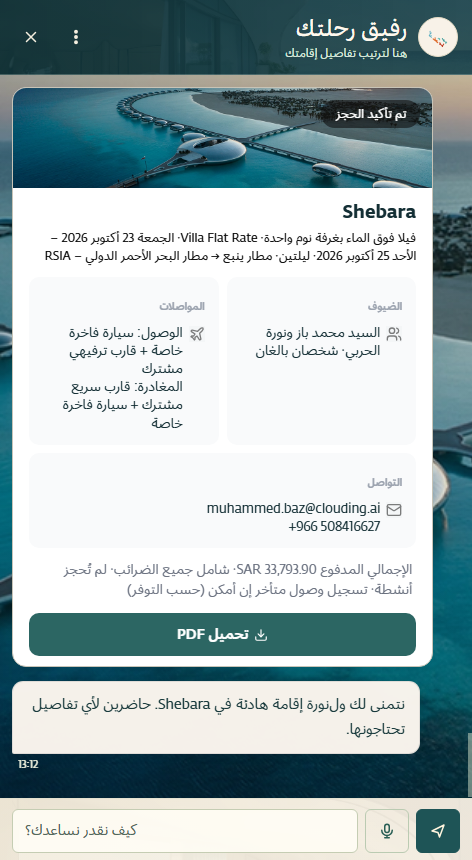 رفيق رحلتك
هنا لترتيب تفاصيل إقامتك
تم تأكيد الحجز
Shebara
فيلا فوق الماء بغرفة نوم واحدة· Villa Flat Rate· الجمعة 23 أكتوبر 2026 –
الأحد 25 أكتوبر 2026· ليلتين· مطار ينبع → مطار البحر الأحمر الدولي – RSIA
الضيوف
السيد محمد باز ونورة
الحربي· شخصان بالغان
المواصلات
الوصول: سيارة فاخرة
خاصة + قارب ترفيهي
مشترك
المغادرة: قارب سريع
مشترك + سيارة فاخرة
خاصة
التواصل
muhammed.baz@clouding.ai
+966 508416627
الإجمالي المدفوع SAR 33,793.90· شامل جميع الضرائب· لم تُحجز
أنشطة· تسجيل وصول متأخر إن أمكن (حسب التوفر)
تحميل PDF
نتمنى لك ولنورة إقامة هادئة في Shebara. حاضرين لأي تفاصيل
تحتاجونها.
13:12
كيف نقدر نساعدك؟